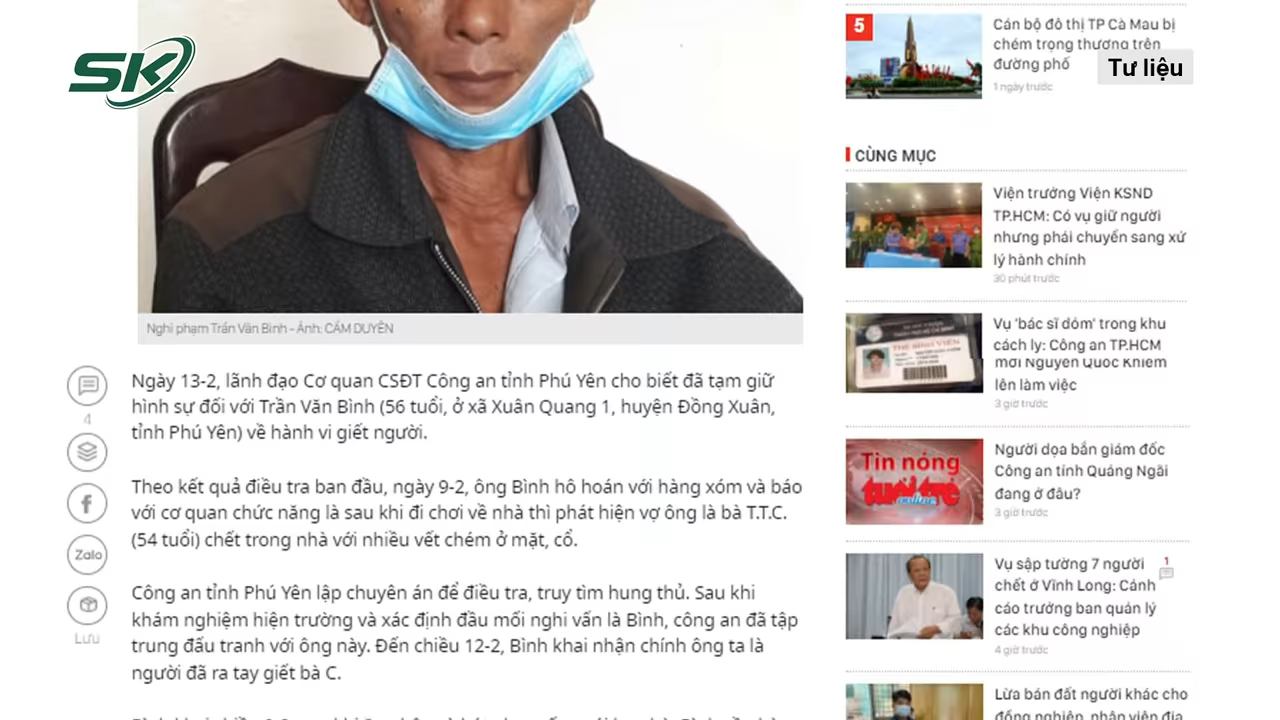 SK
Nghi phạm Trần Văn Bình - Ảnh: CẨM DUYÊN
4
Zalo
Lưu
Ngày 13-2, lãnh đạo Cơ quan CSĐT Công an tỉnh Phú Yên cho biết đã tạm giữ
hình sự đối với Trần Văn Bình (56 tuổi, ở xã Xuân Quang 1, huyện Đồng Xuân,
tỉnh Phú Yên) về hành vi giết người.
Theo kết quả điều tra ban đầu, ngày 9-2, ông Bình hô hoán với hàng xóm và báo
với cơ quan chức năng là sau khi đi chơi về nhà thì phát hiện vợ ông là bà T.T.C.
(54 tuổi) chết trong nhà với nhiều vết chém ở mặt, cổ.
Công an tỉnh Phú Yên lập chuyên án để điều tra, truy tìm hung thủ. Sau khi
khám nghiệm hiện trường và xác định đầu mối nghi vấn là Bình, công an đã tập
trung đấu tranh với ông này. Đến chiều 12-2, Bình khai nhận chính ông ta là
người đã ra tay giết bà C.
5
Cán bộ đô thị TP Cà Mau bị
chém trọng thương trên
đường phố
1 ngày trước
Tư liệu
CÙNG MỤC
Viện trưởng Viện KSND
TP.HCM: Có vụ giữ người
nhưng phải chuyển sang xử
lý hành chính
30 phút trước
THẺ SINH VIÊN
Vụ 'bác sĩ dỏm' trong khu
cách ly: Công an TP.HCM
mời Nguyễn Quốc Khiêm
lên làm việc
3 giờ trước
Tin nóng
tuổi trẻ
online
Người dọa bắn giám đốc
Công an tỉnh Quảng Ngãi
đang ở đâu?
3 giờ trước
Vụ sập tường 7 người
chết ở Vĩnh Long: Cảnh
cáo trưởng ban quản lý
các khu công nghiệp
1
4 giờ trước
Lừa bán đất người khác cho
đồng nghiệp, nhân viên địa